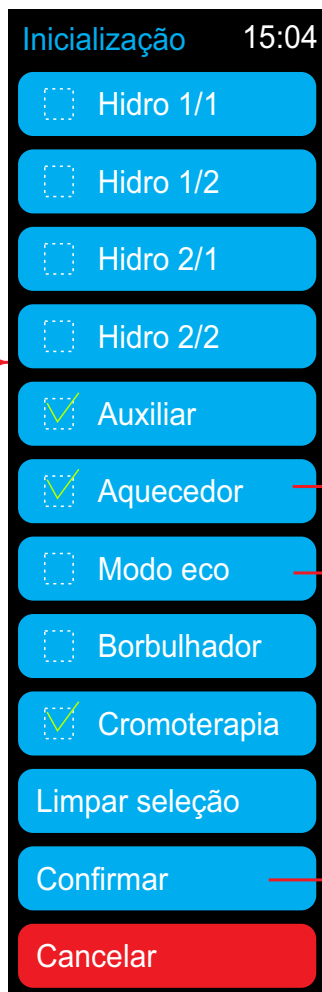 Inicialização 15:04
Hidro 1/1
Hidro 1/2
Hidro 2/1
Hidro 2/2
Auxiliar
Aquecedor
Modo eco
Borbulhador
Cromoterapia
Limpar seleção
Confirmar
Cancelar